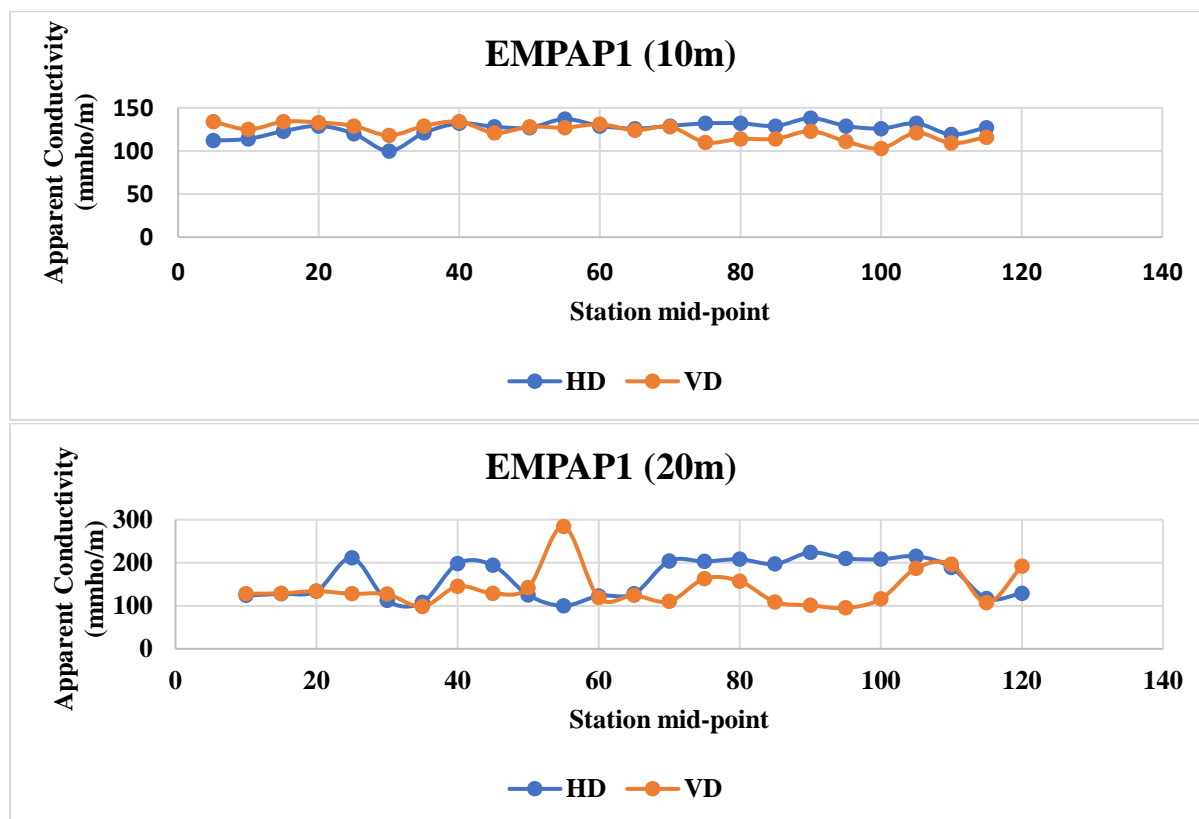 EMPAP1 (10m)
Apparent Conductivity
(mmho/m)
150
100
50
0
0 20 40 60 80 100 120 140
Station mid-point
HD VD
EMPAP1 (20m)
Apparent Conductivity
(mmho/m)
300
200
100
0
0 20 40 60 80 100 120 140
Station mid-point
HD VD